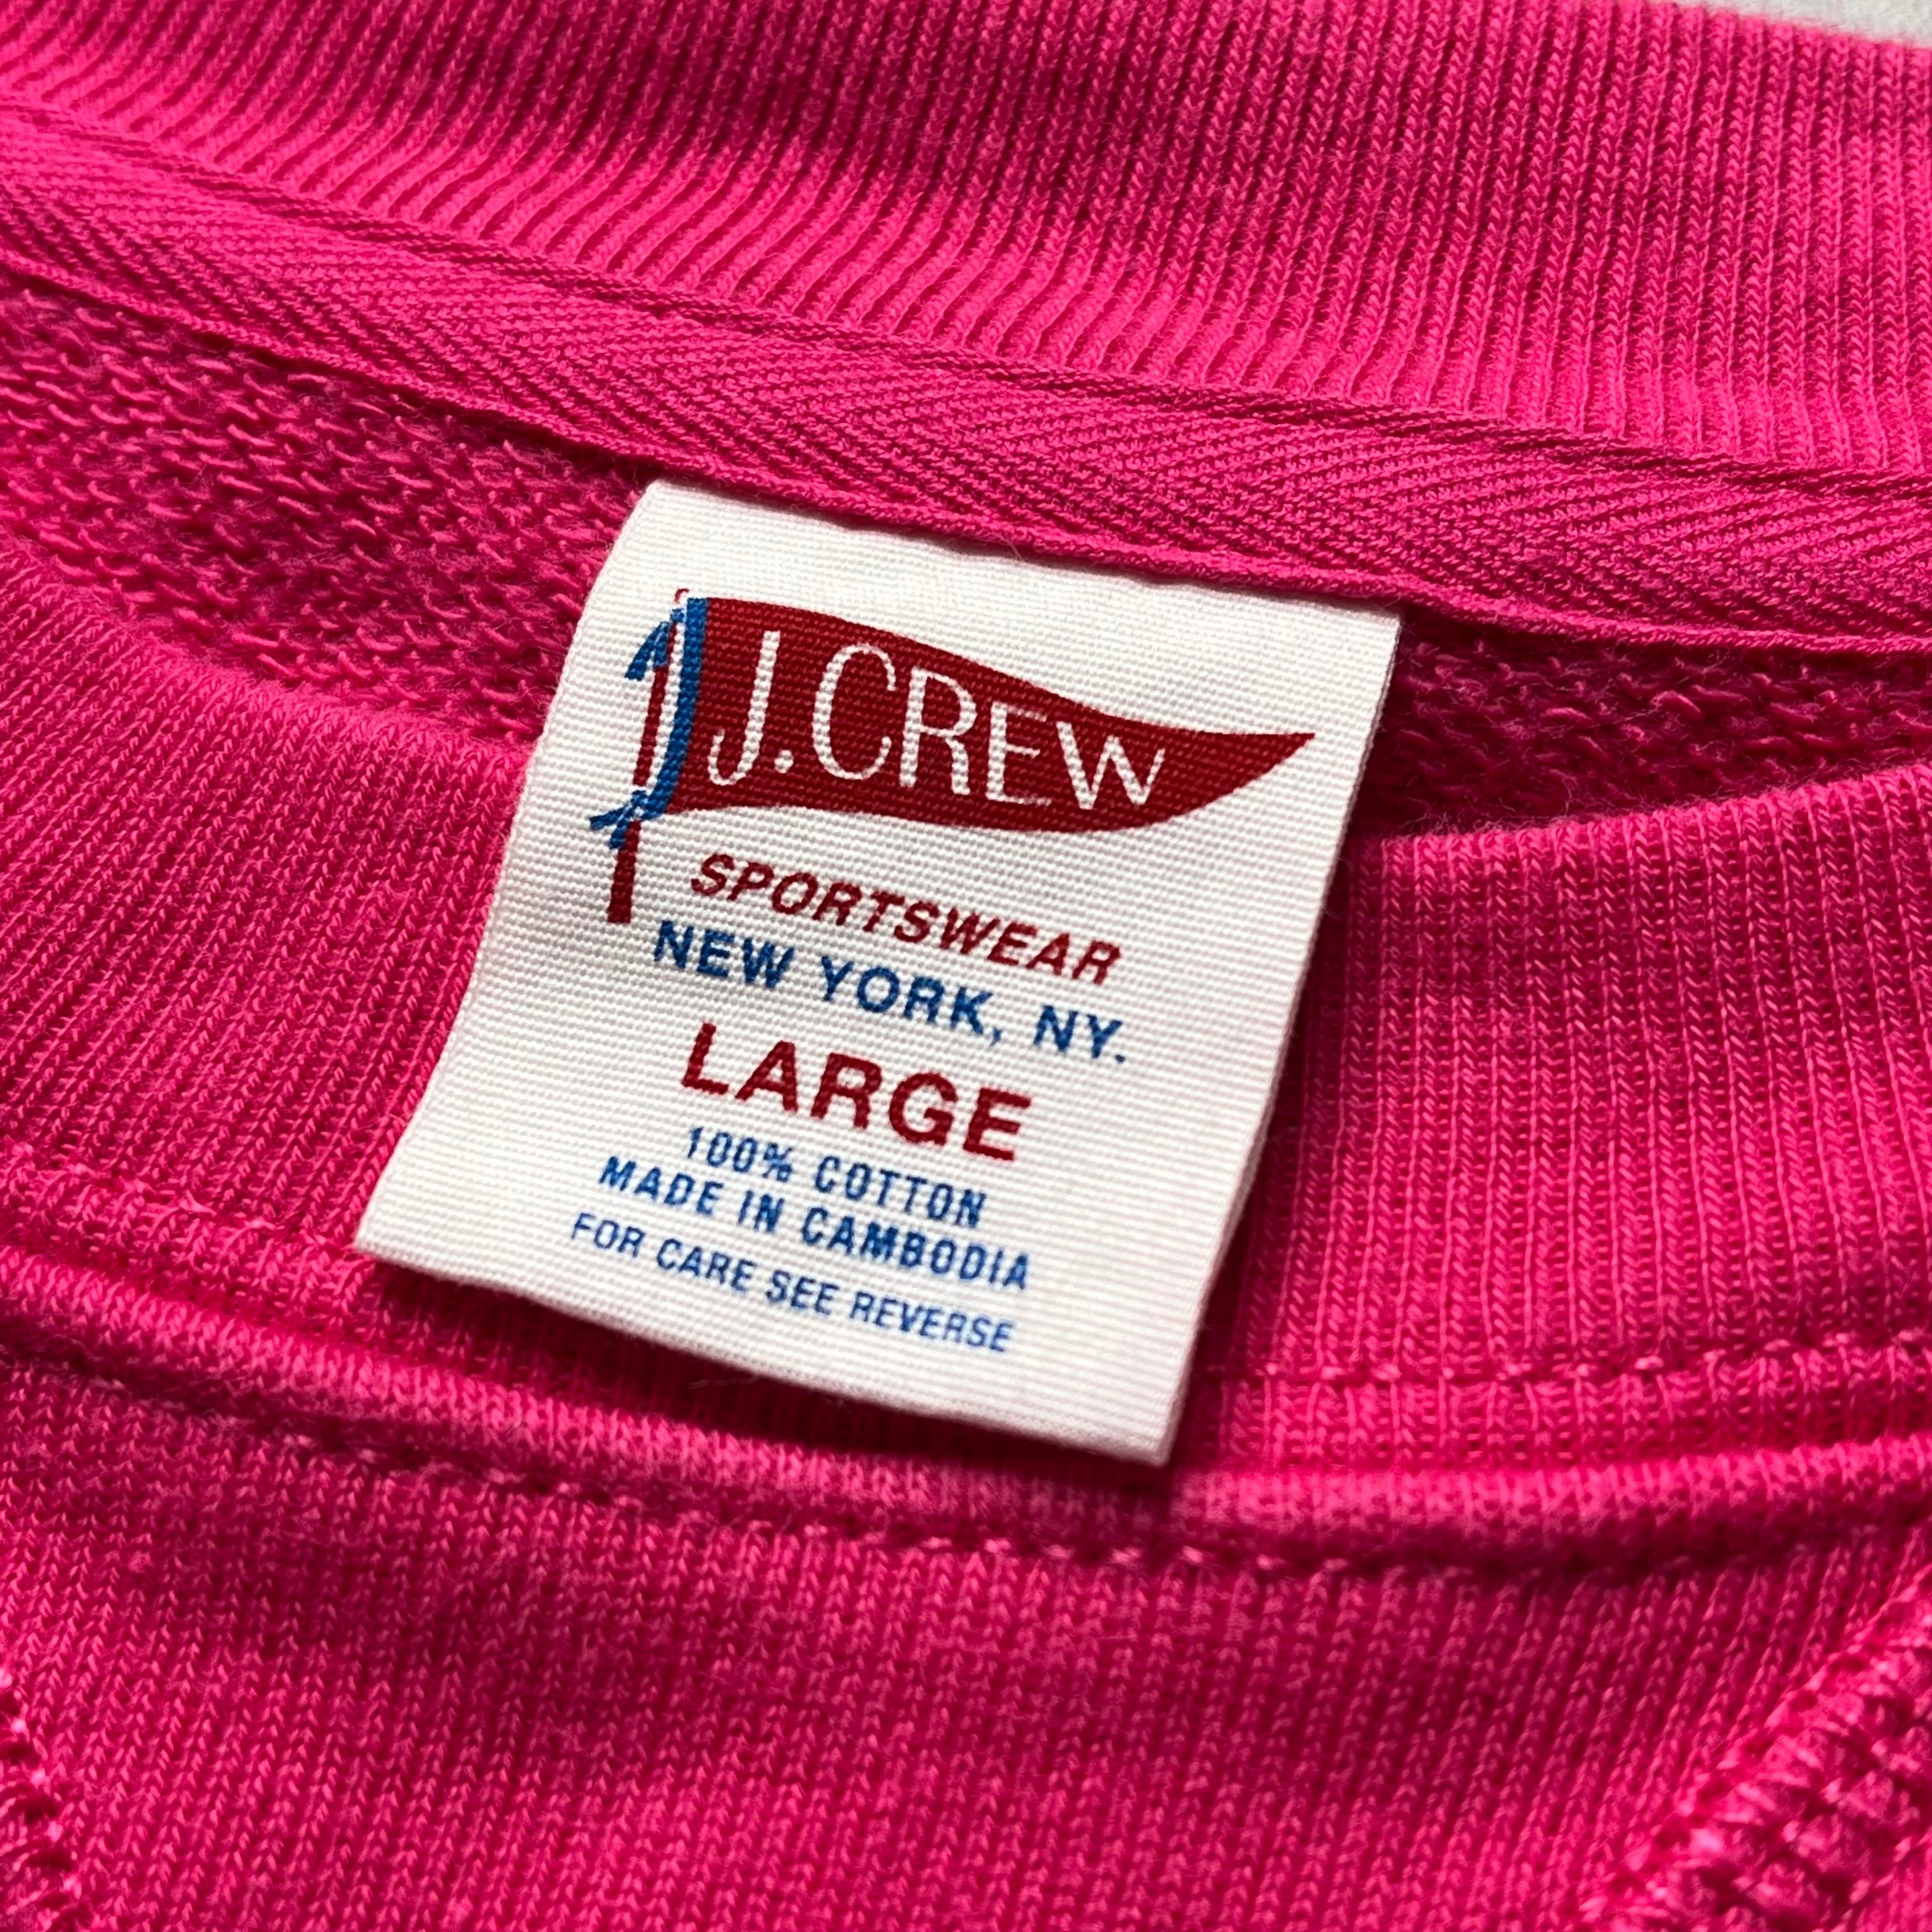 J.CREW
SPORTSWEAR
NEW YORK, NY.
LARGE
100% COTTON
MADE IN CAMBODIA
FOR CARE SEE REVERSE